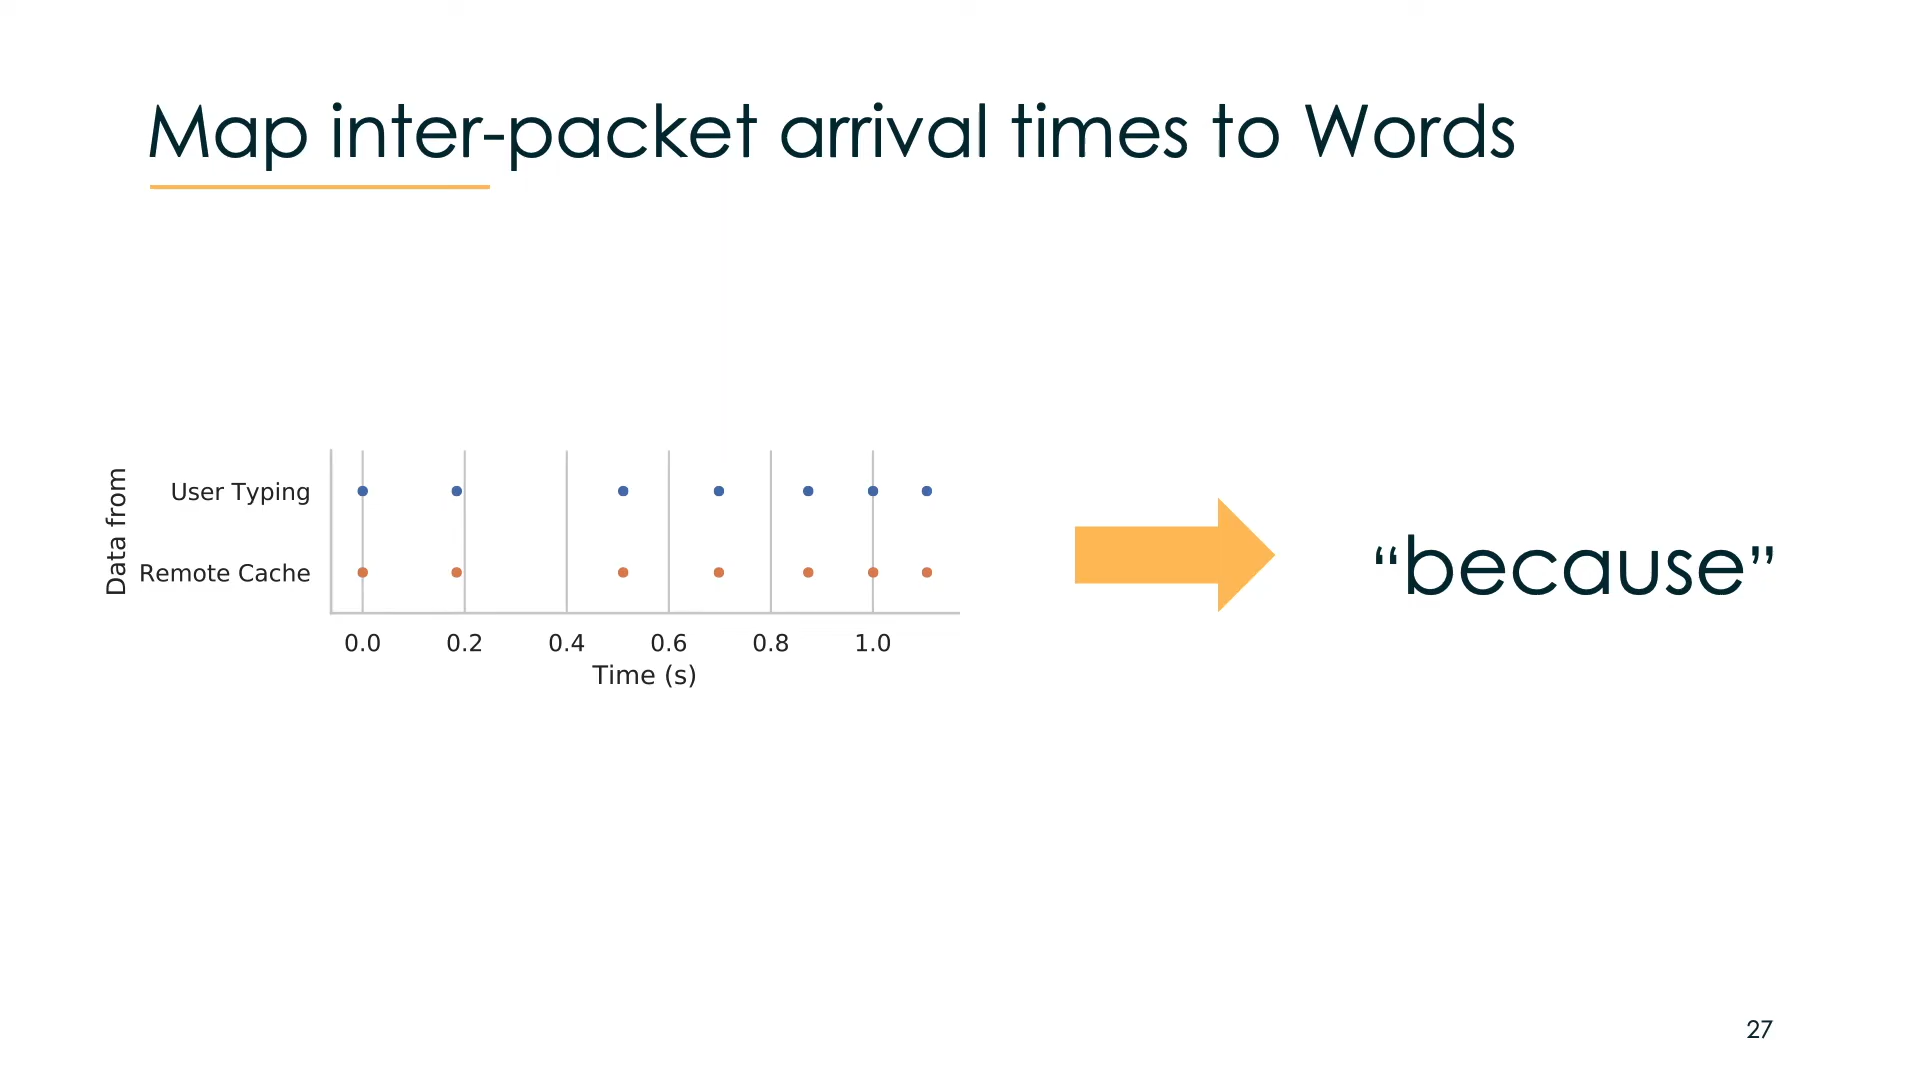 Map inter-packet arrival times to Words
Data from
User Typing
Remote Cache
0.0 0.2 0.4 0.6 0.8 1.0
Time (s)
“because”
27